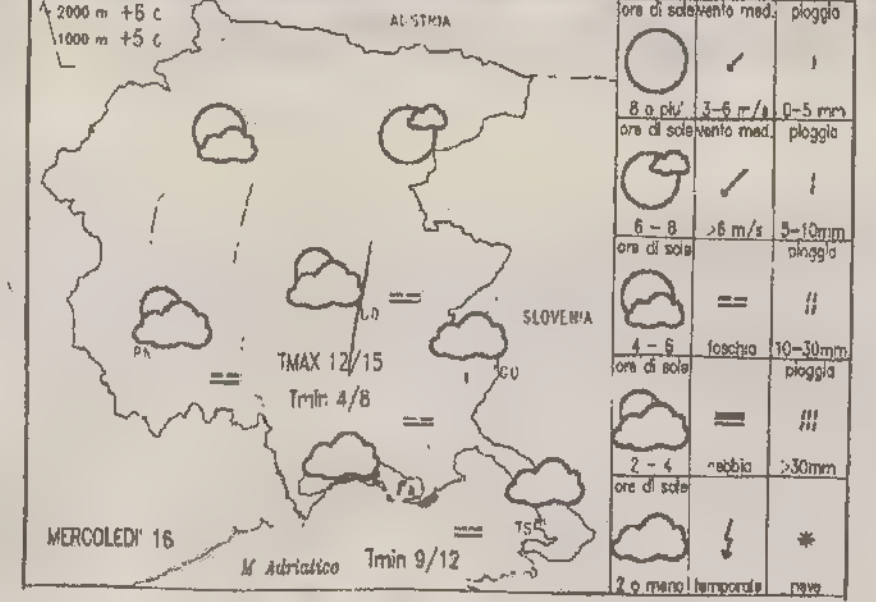 2000 m +6 c
1000 m +5 c
AUSTRIA
SLOVENIA
UD
PN
GO
TMAX 12/15
Tmin 4/8
TS
MERCOLEDI' 16
M Adriatico
Tmin 9/12
ore di sole vento med. pioggia
8 o piu' 3-6 m/s 0-5 mm
ore di sole vento med. pioggia
6 - 8 >6 m/s 5-10mm
ore di sole pioggia
4 - 6 foschia 10-30mm
ore di sole pioggia
2 - 4 nebbia >30mm
ore di sole
2 o meno temporale neve